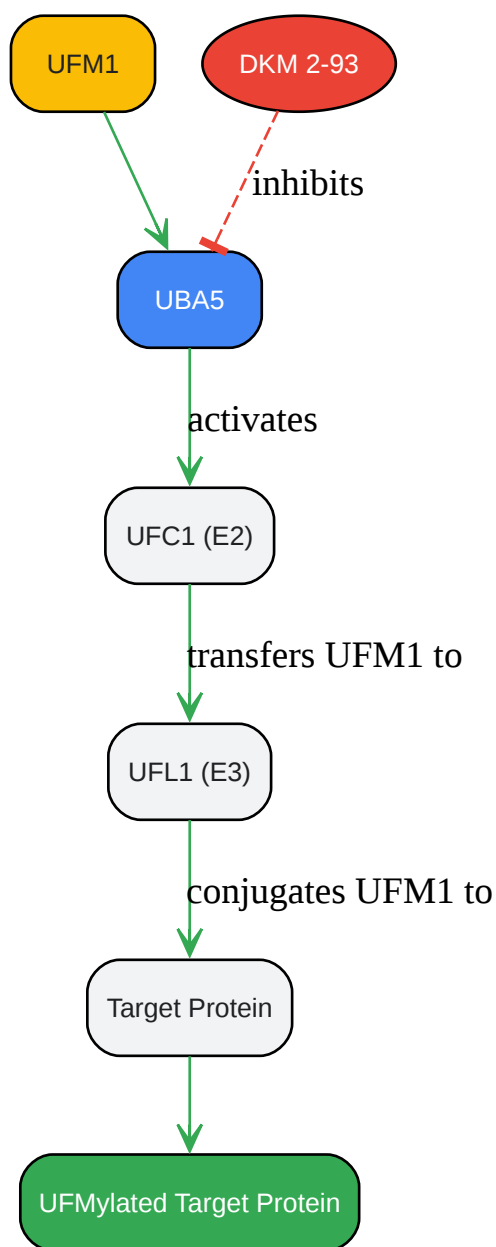 UFM1
DKM 2-93
inhibits
UBA5
activates
UFC1 (E2)
transfers UFM1 to
UFL1 (E3)
conjugates UFM1 to
Target Protein
UFMylated Target Protein